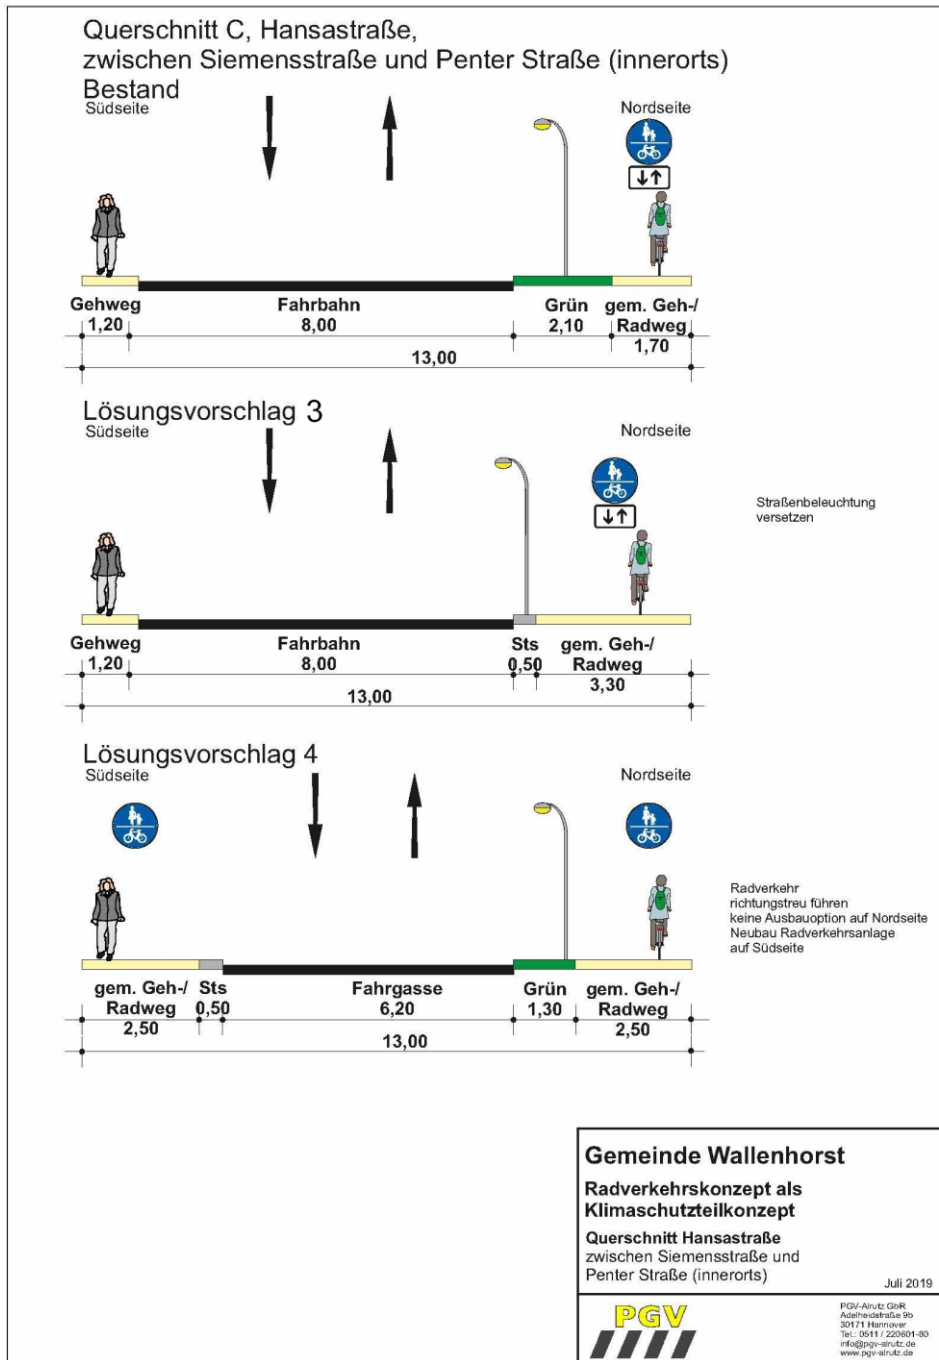 Querschnitt C, Hansastraße,
zwischen Siemensstraße und Penter Straße (innerorts)
Bestand
Südseite
Nordseite
Gehweg
1,20
Fahrbahn
8,00
Grün
2,10
gem. Geh-/
Radweg
1,70
13,00
Lösungsvorschlag 3
Südseite
Nordseite
Straßenbeleuchtung
versetzen
Gehweg
1,20
Fahrbahn
8,00
Sts
0,50
gem. Geh-/
Radweg
3,30
13,00
Lösungsvorschlag 4
Südseite
Nordseite
Radverkehr
richtungstreu führen
keine Ausbauoption auf Nordseite
Neubau Radverkehrsanlage
auf Südseite
gem. Geh-/
Radweg
2,50
Sts
0,50
Fahrgasse
6,20
Grün
1,30
gem. Geh-/
Radweg
2,50
13,00
Gemeinde Wallenhorst
Radverkehrskonzept als
Klimaschutzteilkonzept
Querschnitt Hansastraße
zwischen Siemensstraße und
Penter Straße (innerorts)
Juli 2019
PGV
PGV-Alrutz GbR
Adelheidstraße 9b
30171 Hannover
Tel.: 0511 / 220601-80
info@pgv-alrutz.de
www.pgv-alrutz.de